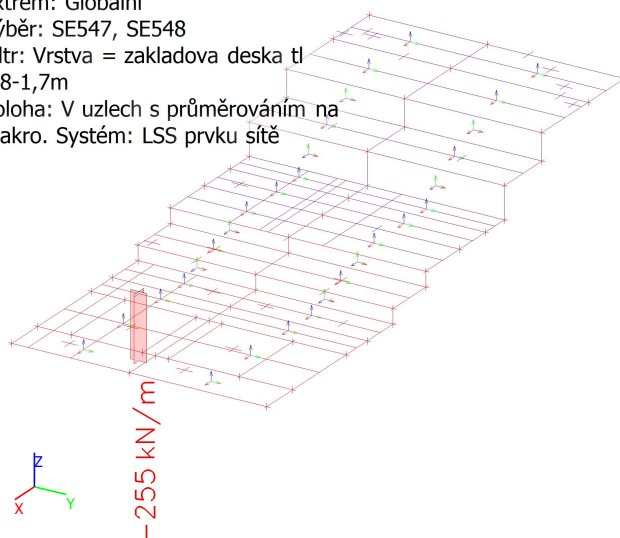 xtrém: Globální
ýběr: SE547, SE548
ltr: Vrstva = zakladova deska tl
8-1,7m
oloha: V uzlech s průměrováním na
akro. Systém: LSS prvku sítě
-255 kN/m
Z
X
Y